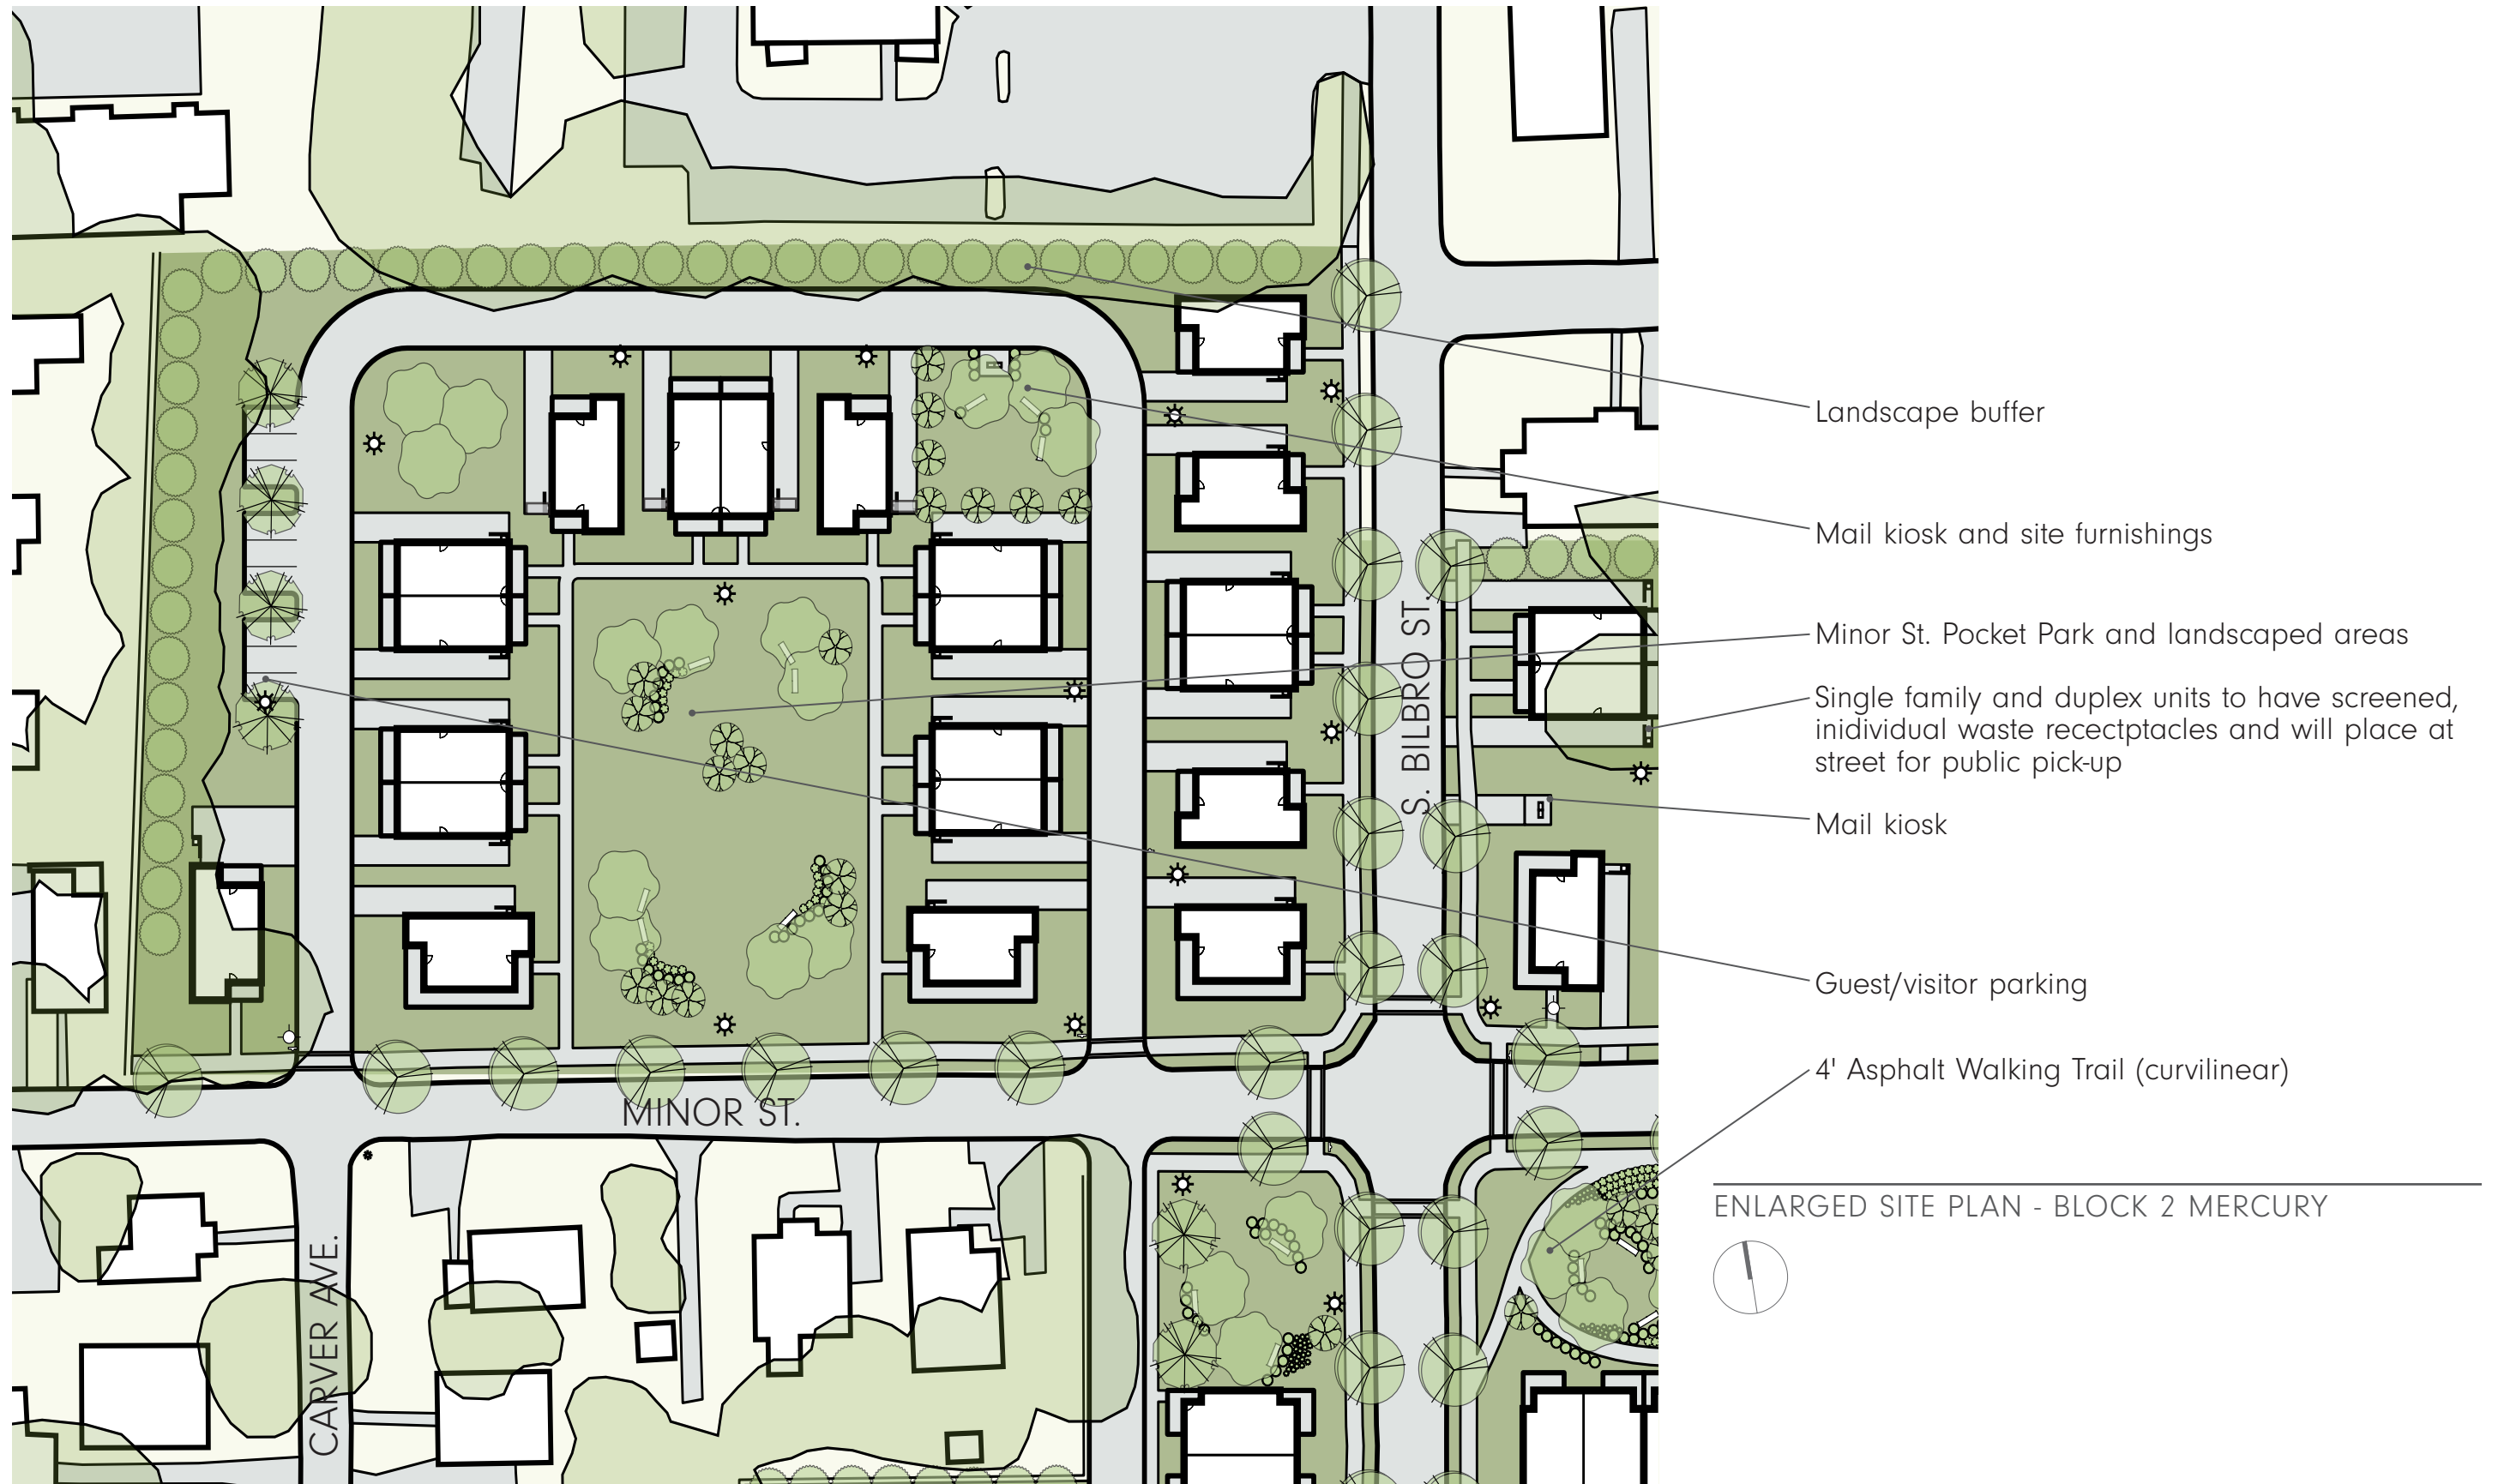 Landscape buffer
Mail kiosk and site furnishings
Minor St. Pocket Park and landscaped areas
Single family and duplex units to have screened,
inidividual waste recectptacles and will place at
street for public pick-up
Mail kiosk
Guest/visitor parking
4' Asphalt Walking Trail (curvilinear)
S. BILBRO ST.
MINOR ST.
CARVER AVE.
ENLARGED SITE PLAN - BLOCK 2 MERCURY